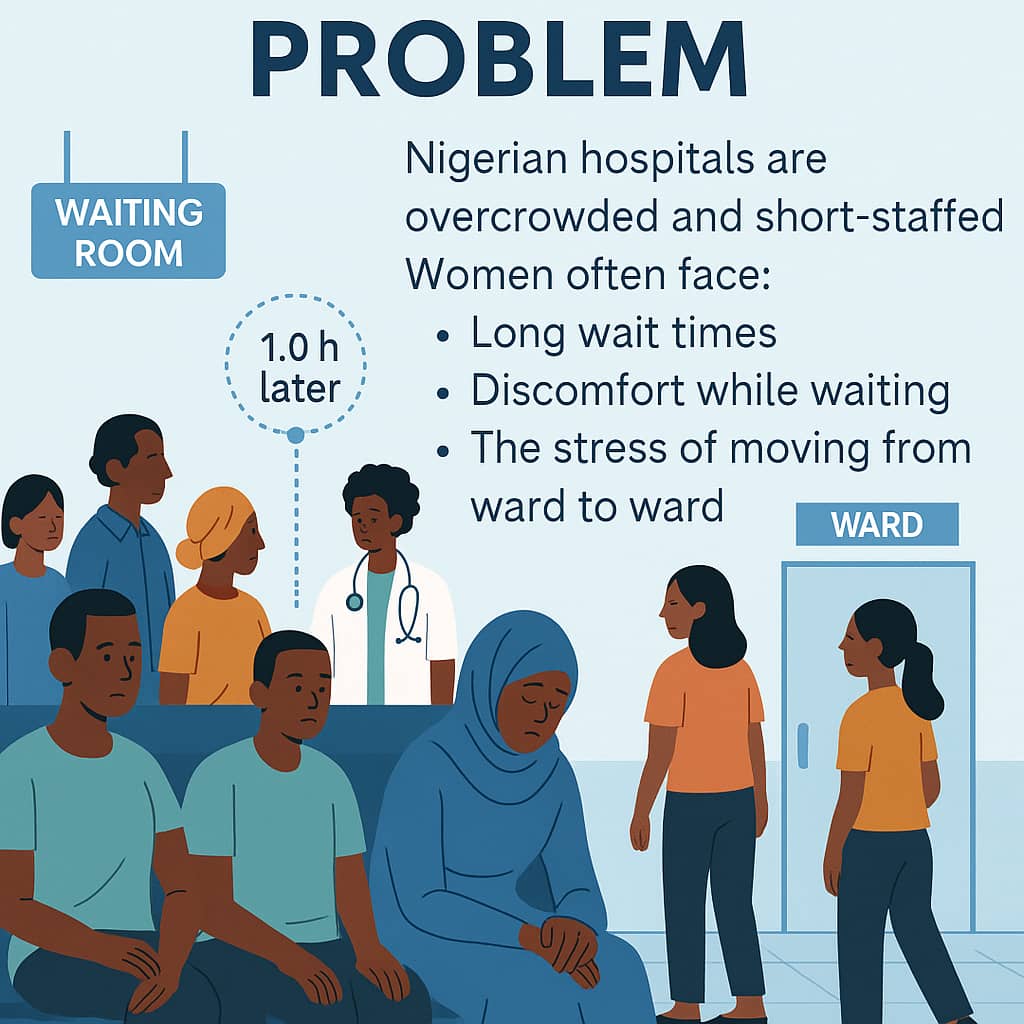 PROBLEM
WAITING
ROOM
Nigerian hospitals are
overcrowded and short-staffed
Women often face:
• Long wait times
• Discomfort while waiting
• The stress of moving from
ward to ward
1.0 h
later
WARD